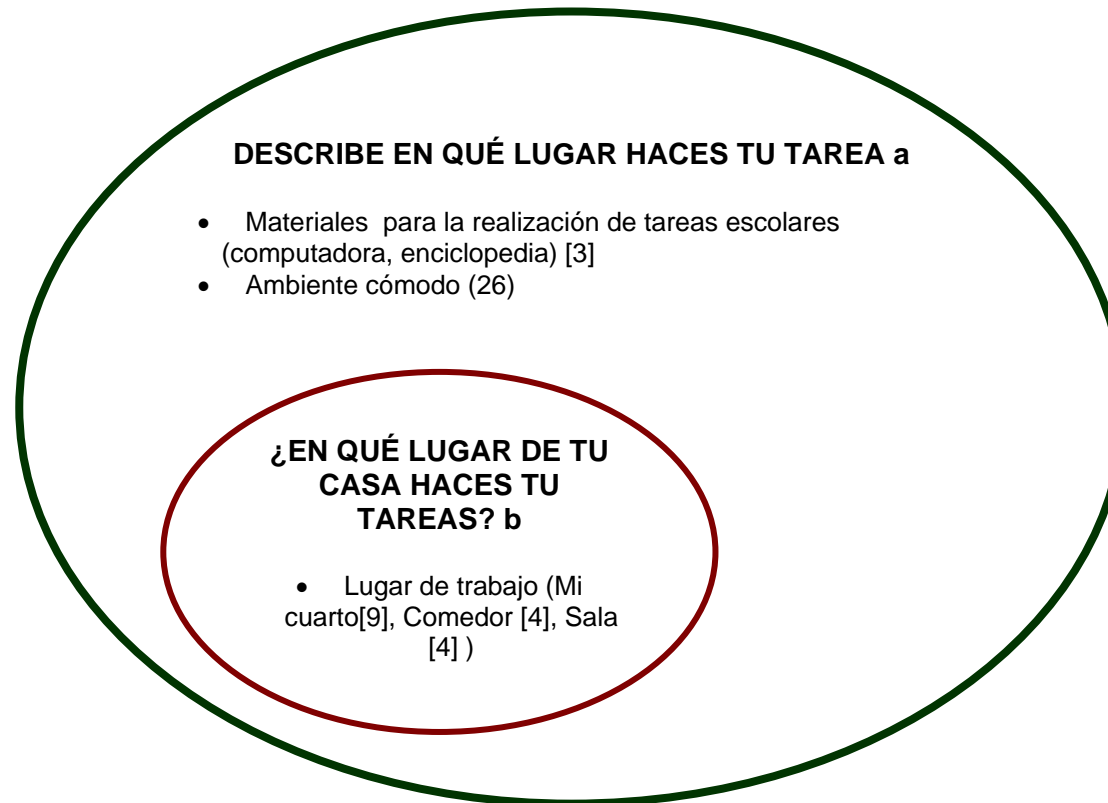 DESCRIBE EN QUÉ LUGAR HACES TU TAREA a
• Materiales para la realización de tareas escolares
(computadora, enciclopedia) [3]
• Ambiente cómodo (26)
¿EN QUÉ LUGAR DE TU
CASA HACES TU
TAREAS? b
• Lugar de trabajo (Mi
cuarto[9], Comedor [4], Sala
[4] )